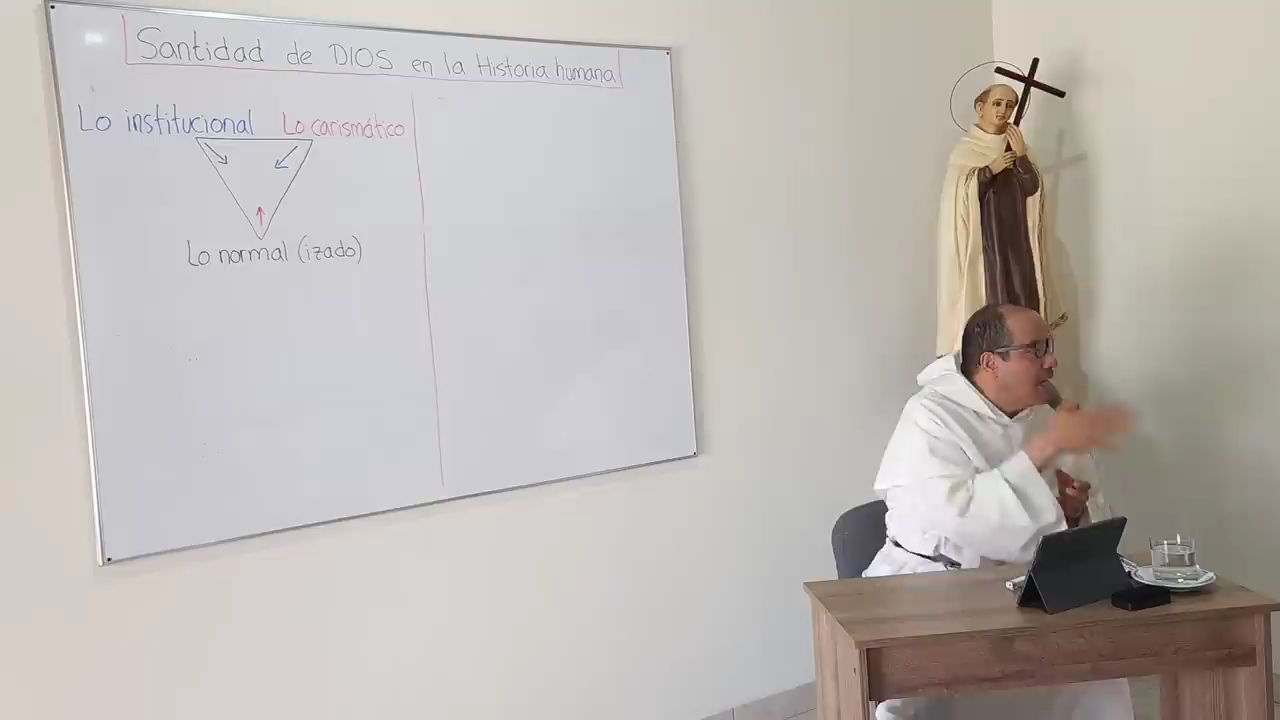 Santidad de DIOS en la Historia humana
Lo institucional Lo carismático
Lo normal (izado)